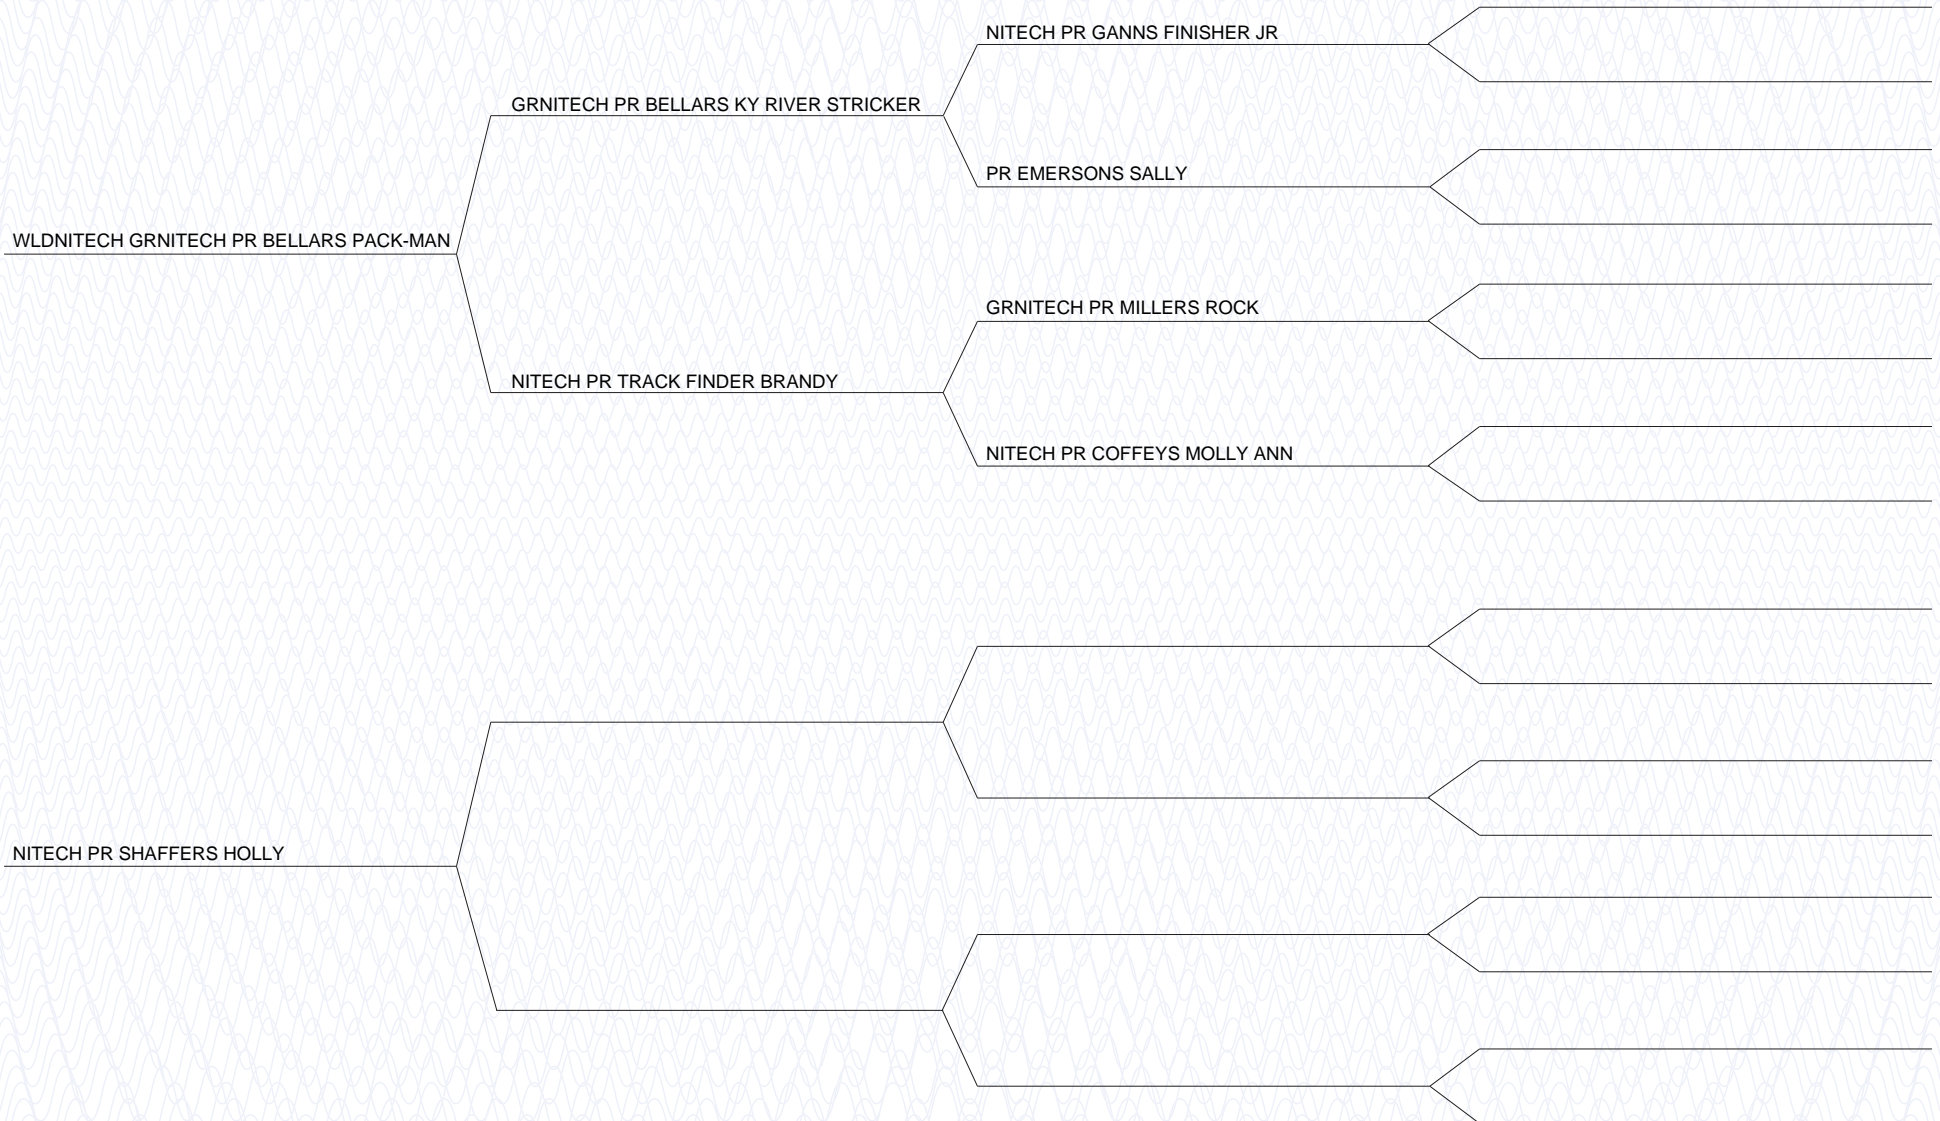 NITECH PR GANNS FINISHER JR
GRNITECH PR BELLARS KY RIVER STRICKER
PR EMERSONS SALLY
WLDNITECH GRNITECH PR BELLARS PACK-MAN
GRNITECH PR MILLERS ROCK
NITECH PR TRACK FINDER BRANDY
NITECH PR COFFEYS MOLLY ANN
NITECH PR SHAFFERS HOLLY